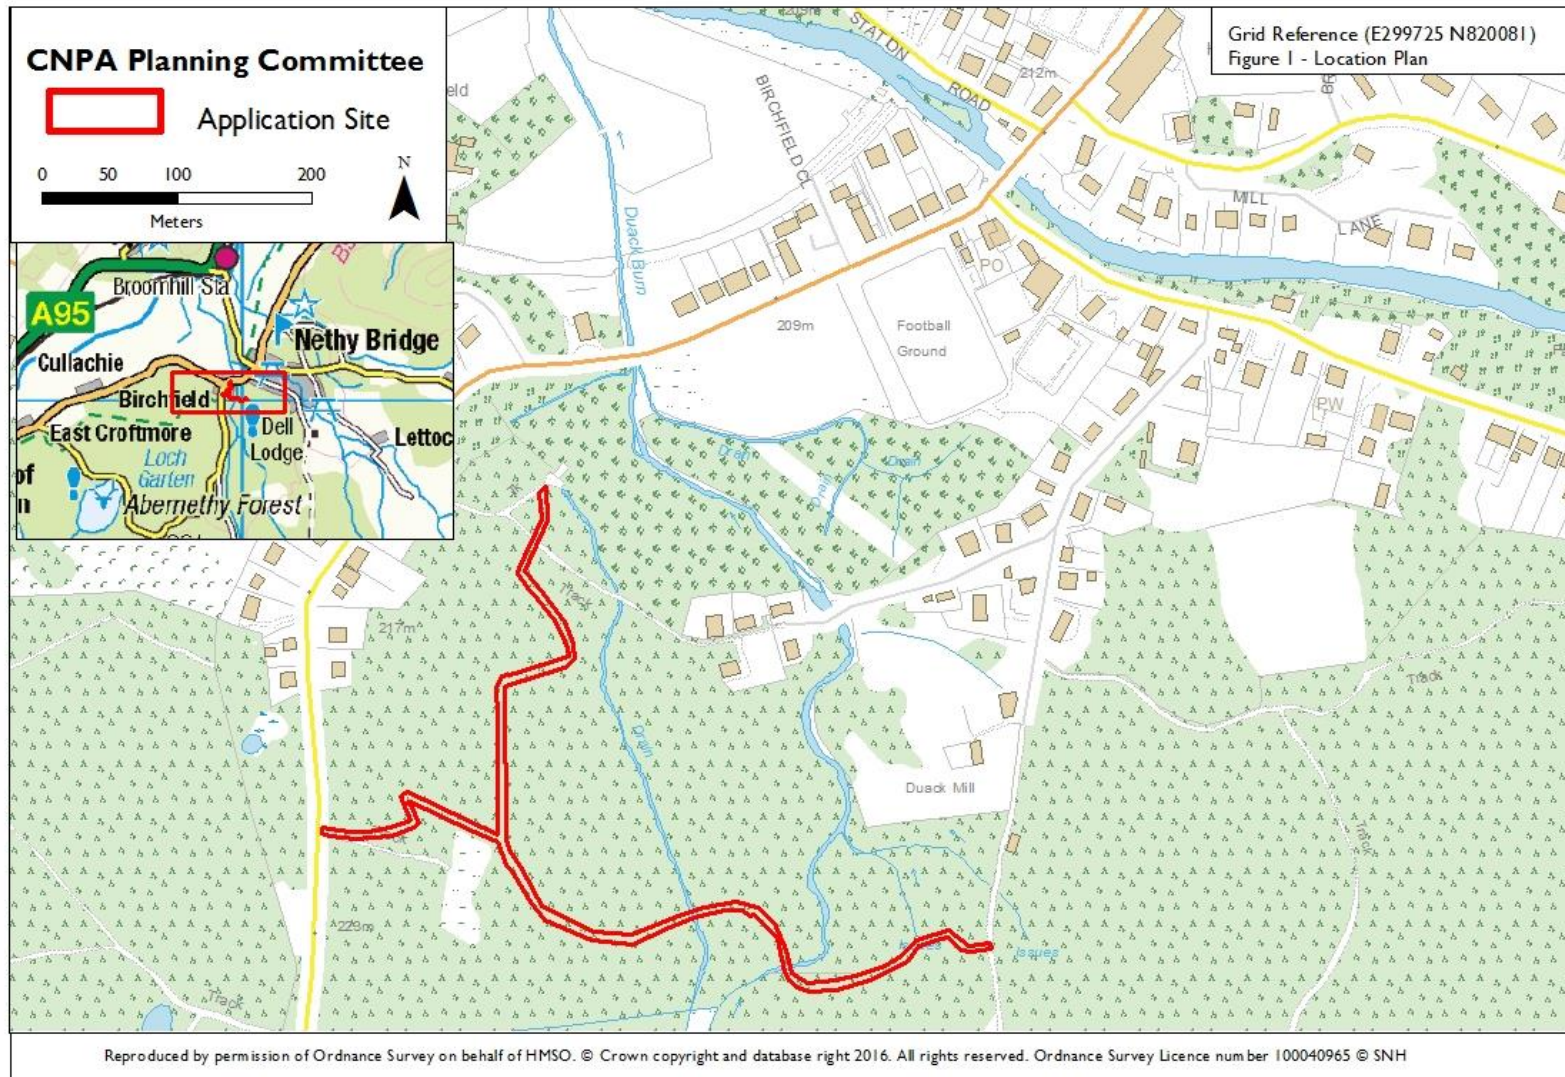 CNPA Planning Committee
Application Site
0 50 100 200
Meters
N
Grid Reference (E299725 N820081)
Figure 1 - Location Plan
A95
Broomhill Sta
Nethy Bridge
Cullachie
Birchfield
East Croftmore
Dell
Lodge
Lettoc
Loch
Garten
Abernethy Forest
of
n
eld
209m
STATION
ROAD
212m
BIRCHFIELD CL
MILL
LANE
Duack Burn
PO
209m
Football
Ground
PW
Drain
Drain
Drain
Track
217m
Drain
Track
Duack Mill
Track
223m
Issues
Issues
Track
Reproduced by permission of Ordnance Survey on behalf of HMSO. © Crown copyright and database right 2016. All rights reserved. Ordnance Survey Licence number 100040965 © SNH